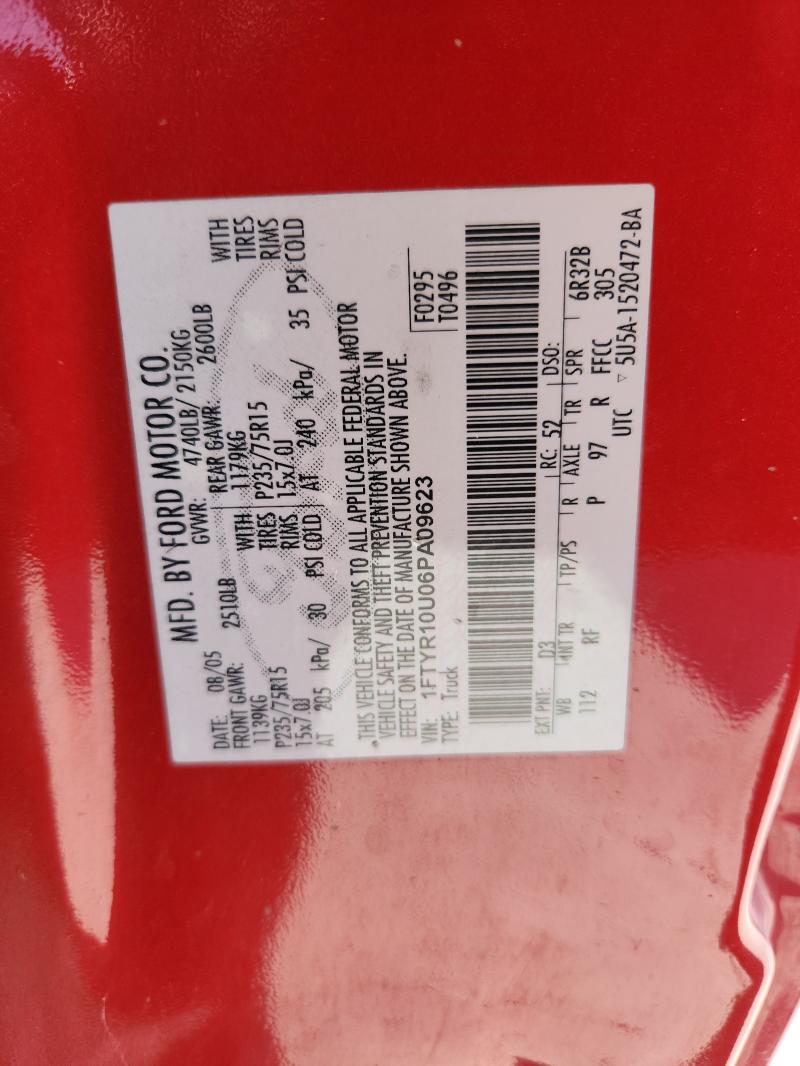 MFD. BY FORD MOTOR CO.
DATE: 08/05 GVWR: 4740LB/ 2150KG
FRONT GAWR: 2510LB REAR GAWR: 2600LB
1139KG WITH 1179KG WITH
P235/75R15 TIRES P235/75R15 TIRES
15x7.0J RIMS 15x7.0J RIMS
AT 205 kPa/ 30 PSI COLD AT 240 kPa/ 35 PSI COLD
THIS VEHICLE CONFORMS TO ALL APPLICABLE FEDERAL MOTOR
VEHICLE SAFETY AND THEFT PREVENTION STANDARDS IN
EFFECT ON THE DATE OF MANUFACTURE SHOWN ABOVE.
VIN: 1FTYR10U06PA09623 F0295
TYPE: Truck T0496
EXT PNT: D3 RC: 52 DSO:
WB INT TR TP/PS R AXLE TR SPR 6R32B
112 RF P 97 R FFCC 305
UTC ▽ 5U5A-1520472-BA